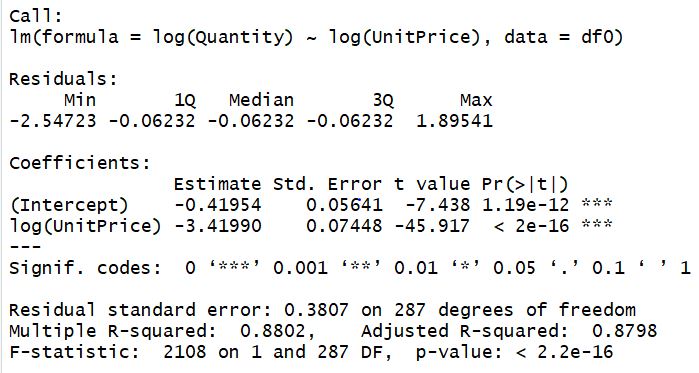 Call:
lm(formula = log(Quantity) ~ log(UnitPrice), data = df0)
Residuals:
Min 1Q Median 3Q Max
-2.54723 -0.06232 -0.06232 -0.06232 1.89541
Coefficients:
Estimate Std. Error t value Pr(>|t|)
(Intercept) -0.41954 0.05641 -7.438 1.19e-12 ***
log(UnitPrice) -3.41990 0.07448 -45.917 < 2e-16 ***
---
Signif. codes: 0 ‘***’ 0.001 ‘**’ 0.01 ‘*’ 0.05 ‘.’ 0.1 ‘ ’ 1
Residual standard error: 0.3807 on 287 degrees of freedom
Multiple R-squared: 0.8802, Adjusted R-squared: 0.8798
F-statistic: 2108 on 1 and 287 DF, p-value: < 2.2e-16